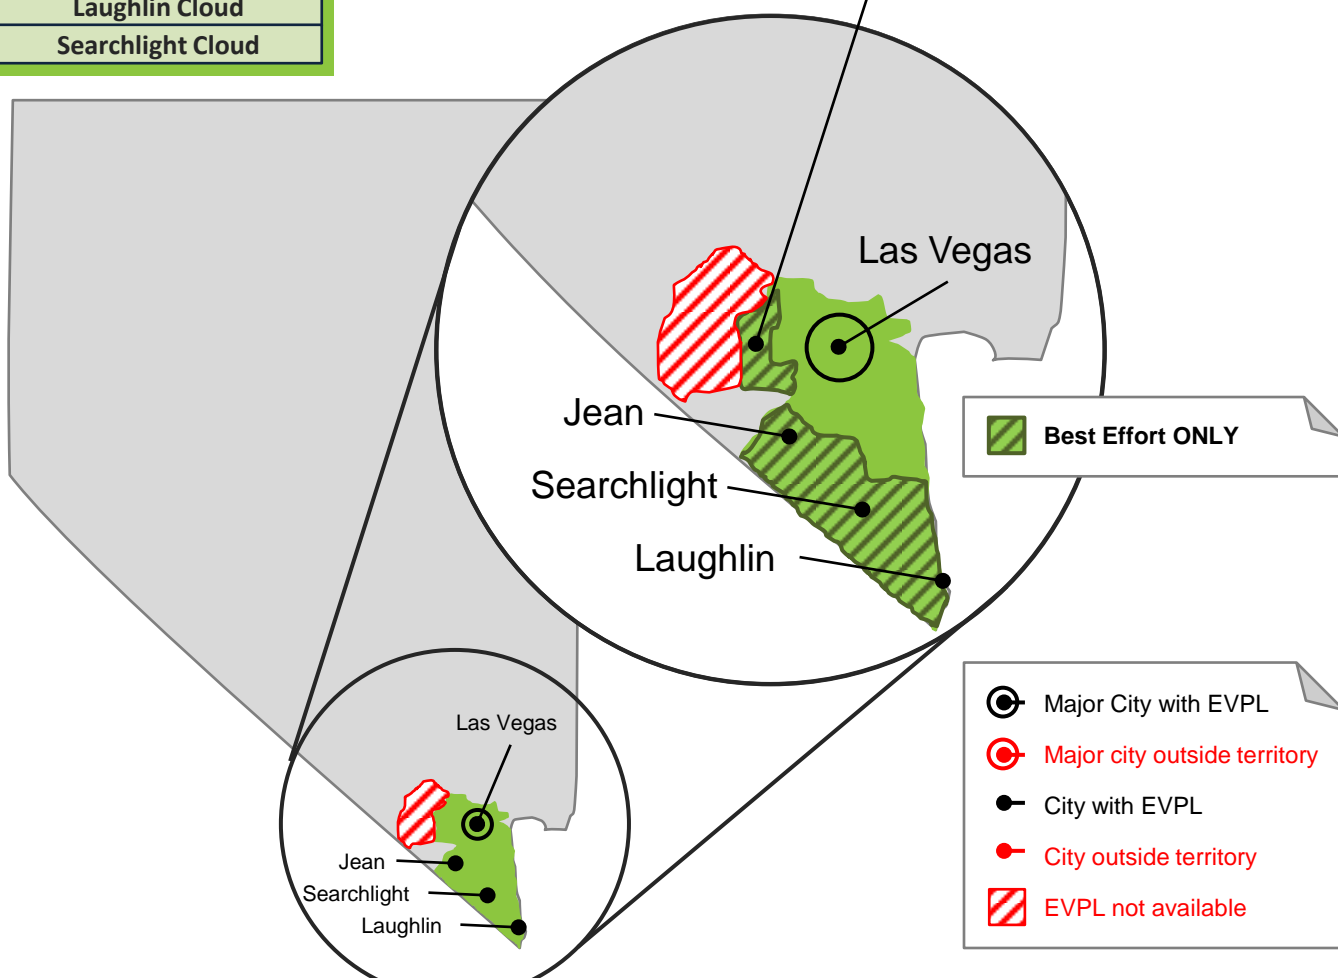 Laughlin Cloud
Searchlight Cloud
Las Vegas
Jean
Searchlight
Laughlin
Best Effort ONLY
Las Vegas
Jean
Searchlight
Laughlin
Major City with EVPL
Major city outside territory
City with EVPL
City outside territory
EVPL not available